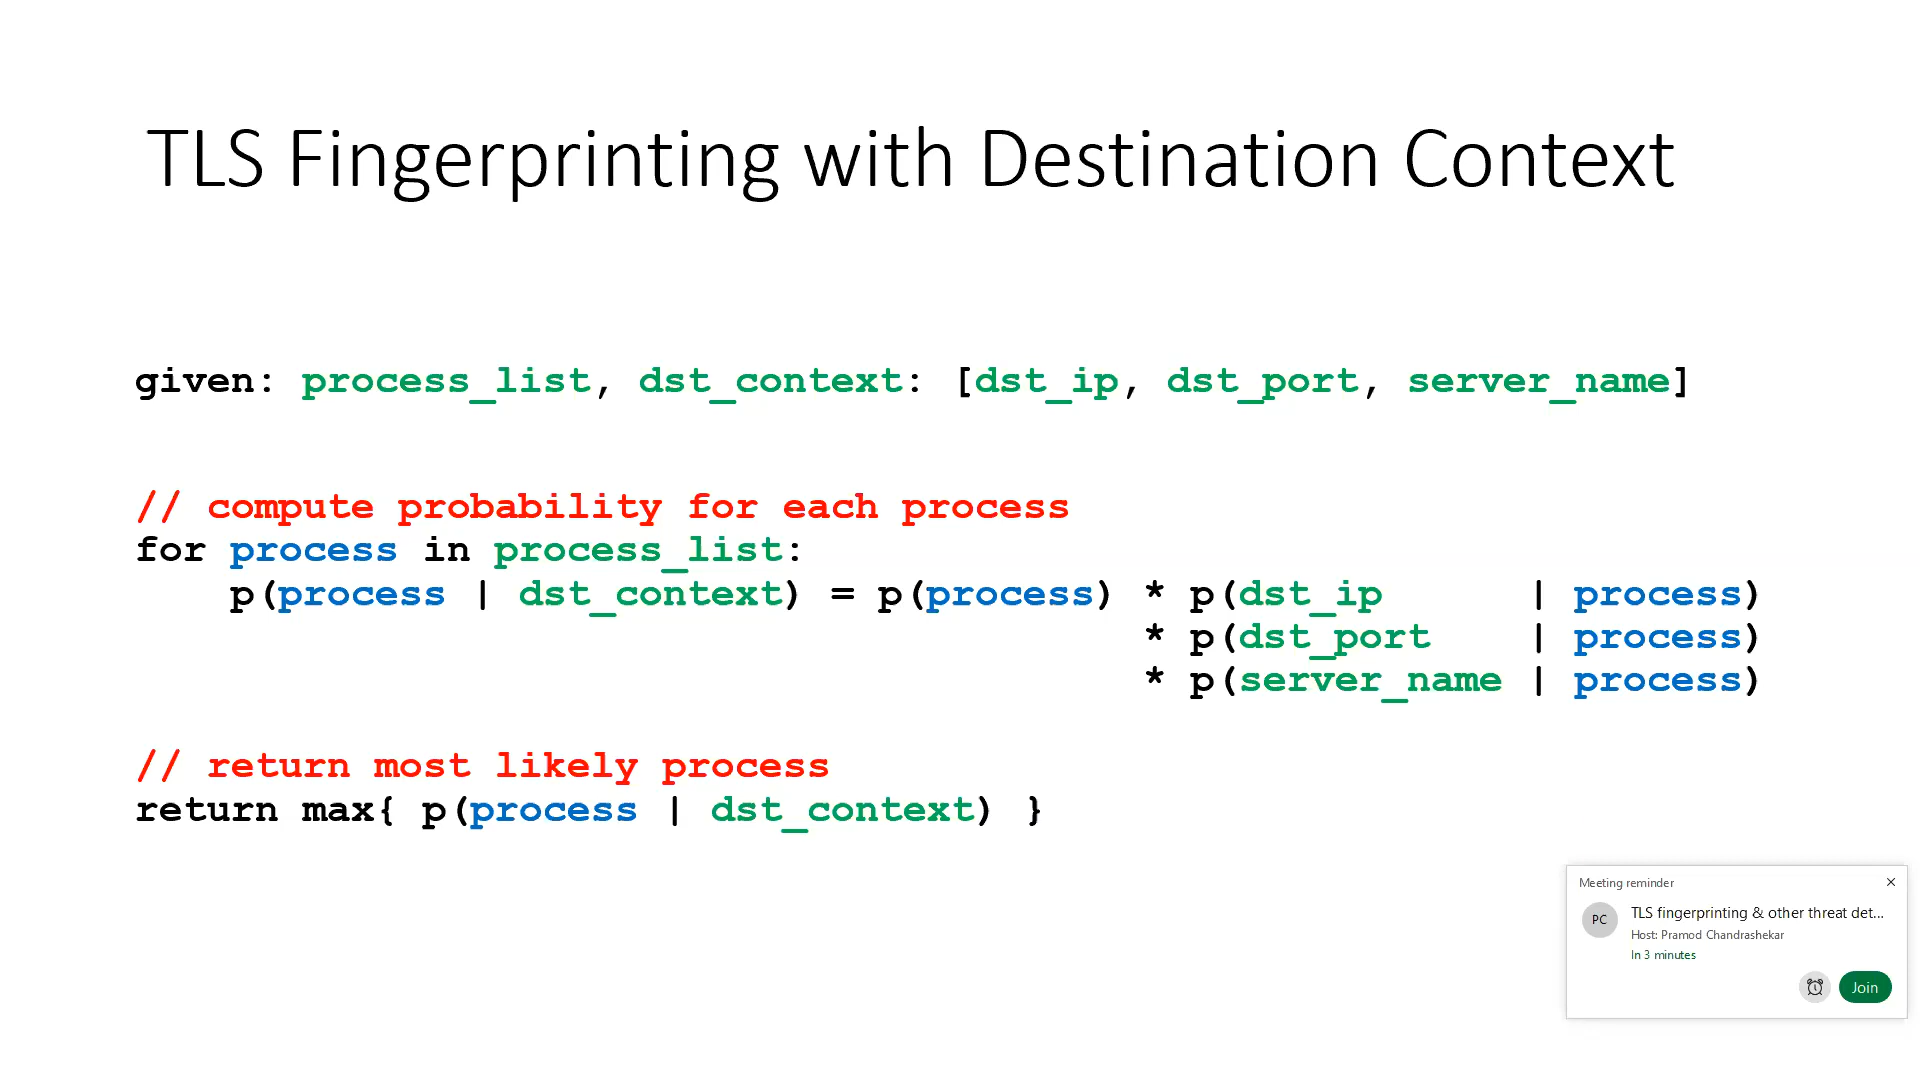 TLS Fingerprinting with Destination Context
given: process_list, dst_context: [dst_ip, dst_port, server_name]
// compute probability for each process
for process in process_list:
p(process | dst_context) = p(process) * p(dst_ip | process)
* p(dst_port | process)
* p(server_name | process)
// return most likely process
return max{ p(process | dst_context) }
Meeting reminder
PC
TLS fingerprinting & other threat det...
Host: Pramod Chandrashekar
In 3 minutes
Join